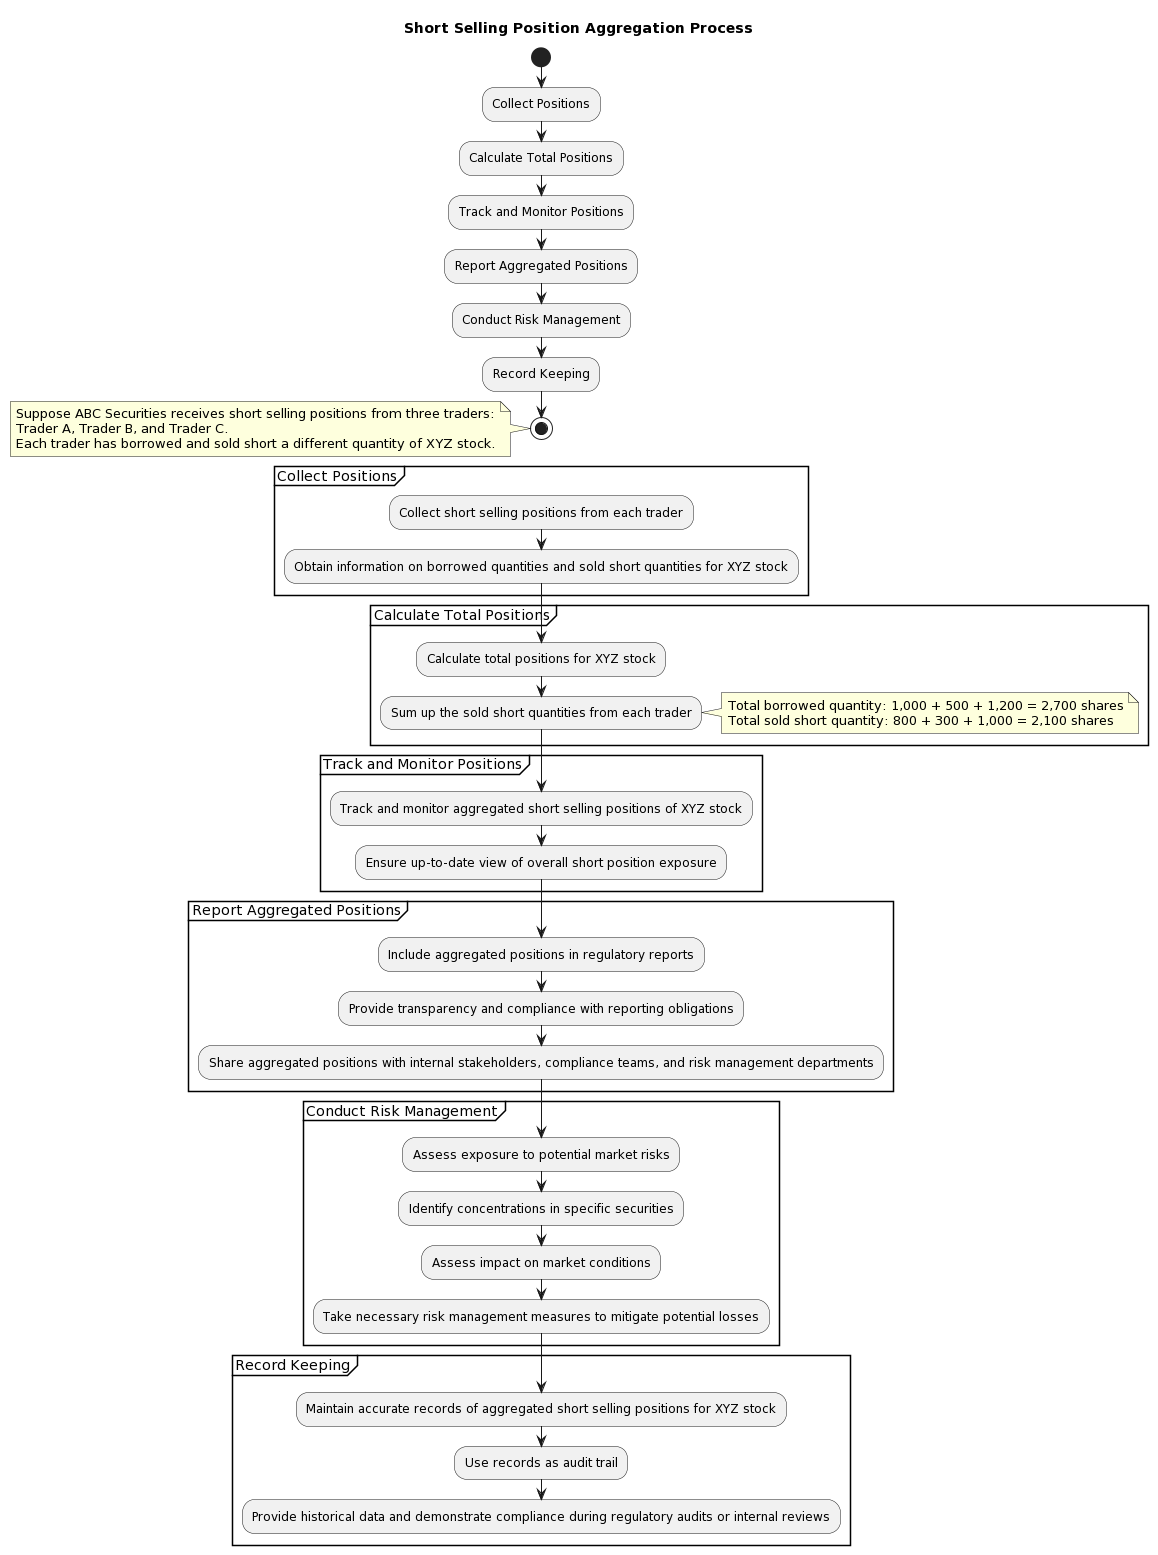 Short Selling Position Aggregation Process
Collect Positions
Calculate Total Positions
Track and Monitor Positions
Report Aggregated Positions
Conduct Risk Management
Record Keeping
Suppose ABC Securities receives short selling positions from three traders:
Trader A, Trader B, and Trader C.
Each trader has borrowed and sold short a different quantity of XYZ stock.
Collect Positions
Collect short selling positions from each trader
Obtain information on borrowed quantities and sold short quantities for XYZ stock
Calculate Total Positions
Calculate total positions for XYZ stock
Sum up the sold short quantities from each trader
Total borrowed quantity: 1,000 + 500 + 1,200 = 2,700 shares
Total sold short quantity: 800 + 300 + 1,000 = 2,100 shares
Track and Monitor Positions
Track and monitor aggregated short selling positions of XYZ stock
Ensure up-to-date view of overall short position exposure
Report Aggregated Positions
Include aggregated positions in regulatory reports
Provide transparency and compliance with reporting obligations
Share aggregated positions with internal stakeholders, compliance teams, and risk management departments
Conduct Risk Management
Assess exposure to potential market risks
Identify concentrations in specific securities
Assess impact on market conditions
Take necessary risk management measures to mitigate potential losses
Record Keeping
Maintain accurate records of aggregated short selling positions for XYZ stock
Use records as audit trail
Provide historical data and demonstrate compliance during regulatory audits or internal reviews